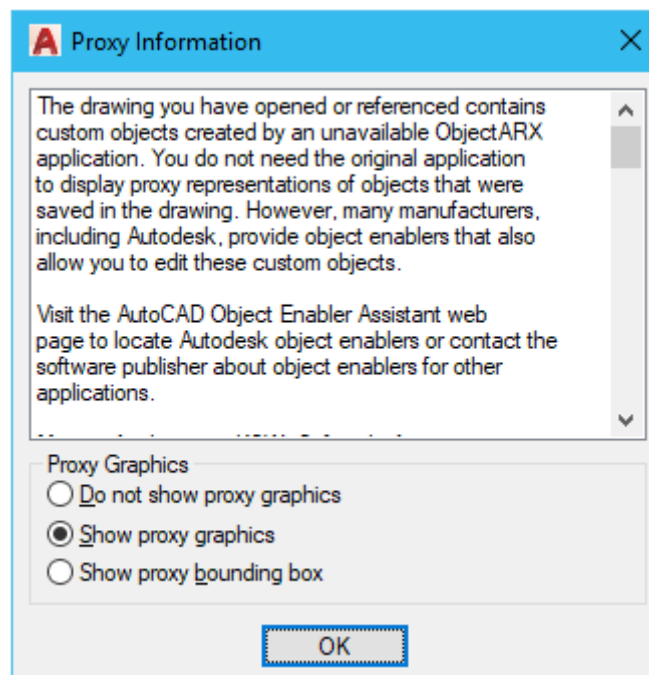 Proxy Information
The drawing you have opened or referenced contains
custom objects created by an unavailable ObjectARX
application. You do not need the original application
to display proxy representations of objects that were
saved in the drawing. However, many manufacturers,
including Autodesk, provide object enablers that also
allow you to edit these custom objects.
Visit the AutoCAD Object Enabler Assistant web
page to locate Autodesk object enablers or contact the
software publisher about object enablers for other
applications.
Proxy Graphics
Do not show proxy graphics
Show proxy graphics
Show proxy bounding box
OK